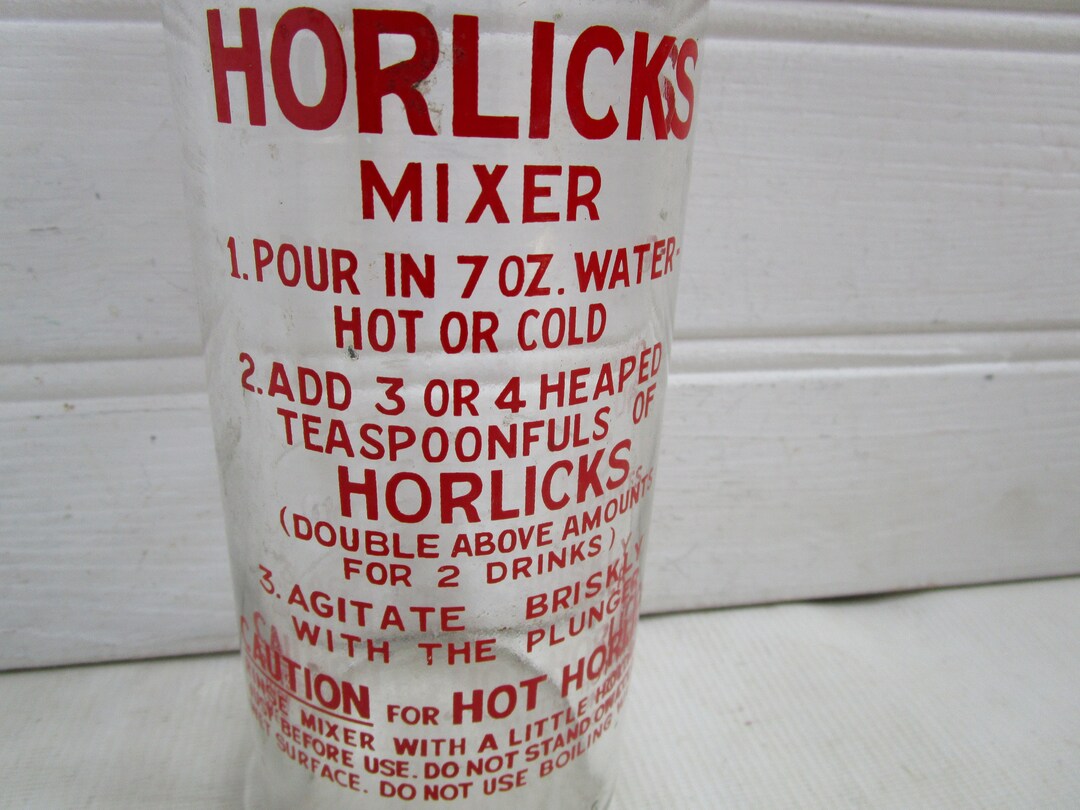 HORLICKS
MIXER
1. POUR IN 7 OZ. WATER-
HOT OR COLD
2. ADD 3 OR 4 HEAPED
TEASPOONFULS OF
HORLICKS
(DOUBLE ABOVE AMOUNTS
FOR 2 DRINKS)
3. AGITATE BRISKLY
WITH THE PLUNGER
CAUTION FOR HOT
MIXER WITH A LITTLE
BEFORE USE. DO NOT STAND ON
SURFACE. DO NOT USE BOILING